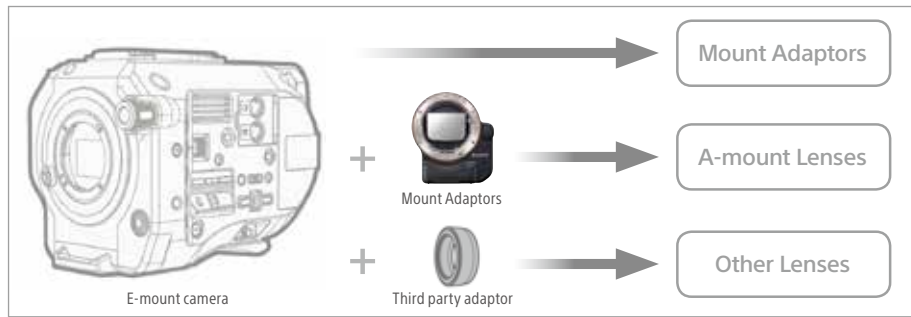 Mount Adaptors
A-mount Lenses
Mount Adaptors
Other Lenses
E-mount camera
Third party adaptor